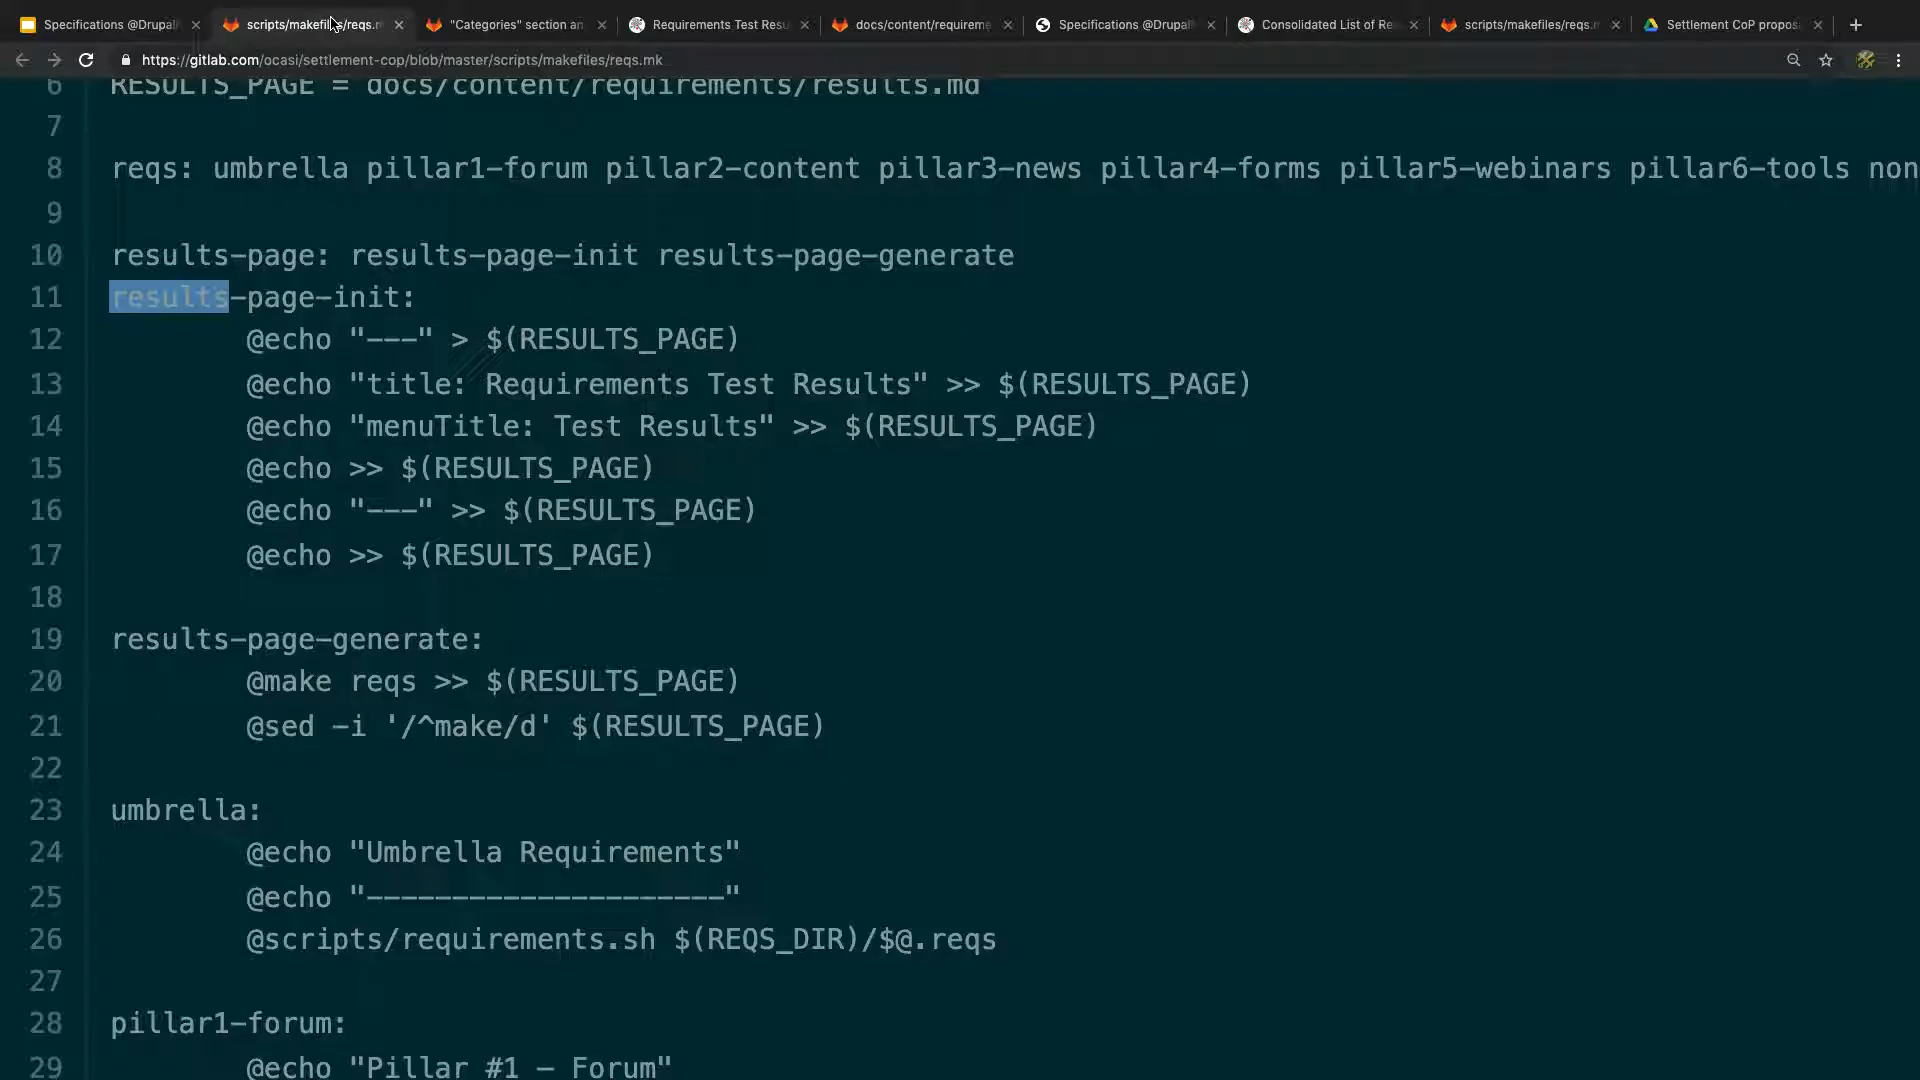 Specifications @Drupal
scripts/makefiles/reqs.m
"Categories" section an
Requirements Test Resu
docs/content/requireme
Specifications @Drupal
Consolidated List of Re
scripts/makefiles/reqs.m
Settlement CoP propos
https://gitlab.com/ocasi/settlement-cop/blob/master/scripts/makefiles/reqs.mk
6 RESULTS_PAGE = docs/content/requirements/results.md
7
8 reqs: umbrella pillar1-forum pillar2-content pillar3-news pillar4-forms pillar5-webinars pillar6-tools non
9
10 results-page: results-page-init results-page-generate
11 results-page-init:
12 @echo "---" > $(RESULTS_PAGE)
13 @echo "title: Requirements Test Results" >> $(RESULTS_PAGE)
14 @echo "menuTitle: Test Results" >> $(RESULTS_PAGE)
15 @echo >> $(RESULTS_PAGE)
16 @echo "---" >> $(RESULTS_PAGE)
17 @echo >> $(RESULTS_PAGE)
18
19 results-page-generate:
20 @make reqs >> $(RESULTS_PAGE)
21 @sed -i '/^make/d' $(RESULTS_PAGE)
22
23 umbrella:
24 @echo "Umbrella Requirements"
25 @echo "---------------------"
26 @scripts/requirements.sh $(REQS_DIR)/$@.reqs
27
28 pillar1-forum:
29 @echo "Pillar #1 - Forum"